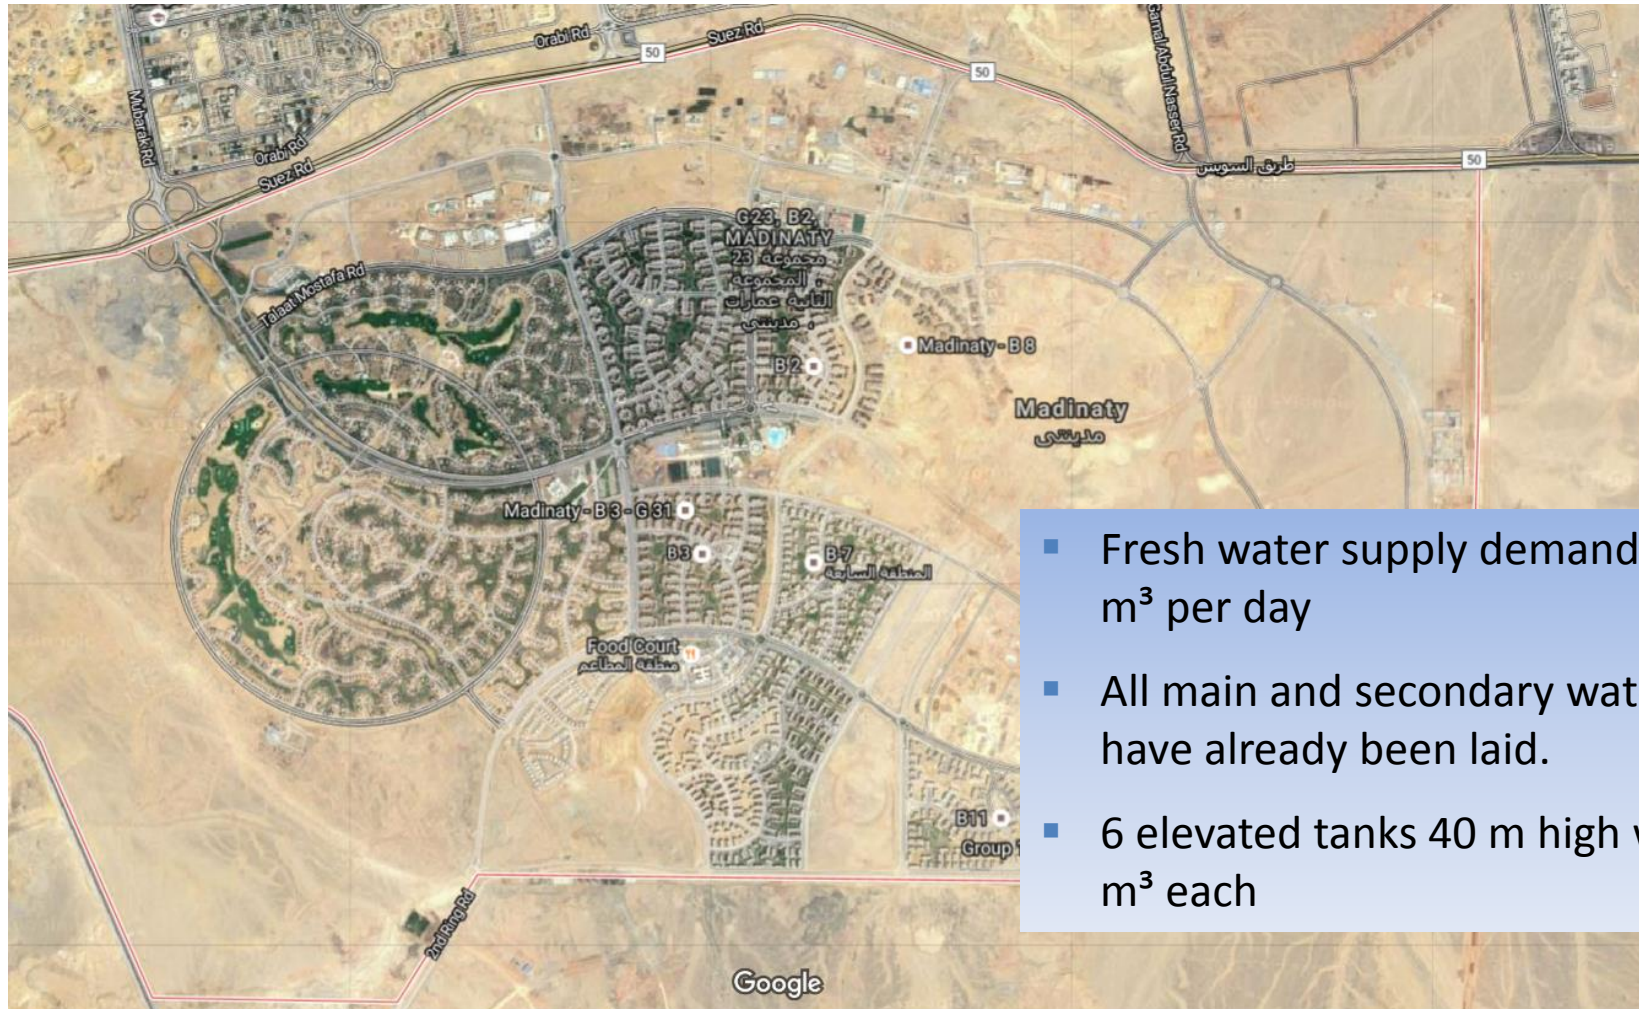 Orabi Rd
Suez Rd
50
50
Gamal Abdul Nasser Rd
Mubarak Rd
Orabi Rd
Suez Rd
طريق السويس
50
G23, B2,
MADINATY
مجموعة 23
، المجموعة
الثانية عمارات
، مدينتي
Talaat Mostafa Rd
Madinaty - B 8
B 2
Madinaty
مدينتي
Madinaty - B 3 - G 31
B 3
B 7
المنطقة السابعة
Food Court
منطقة المطاعم
B11
Group
2nd Ring Rd
Google
▪ Fresh water supply demand
m³ per day
▪ All main and secondary wat
have already been laid.
▪ 6 elevated tanks 40 m high
m³ each